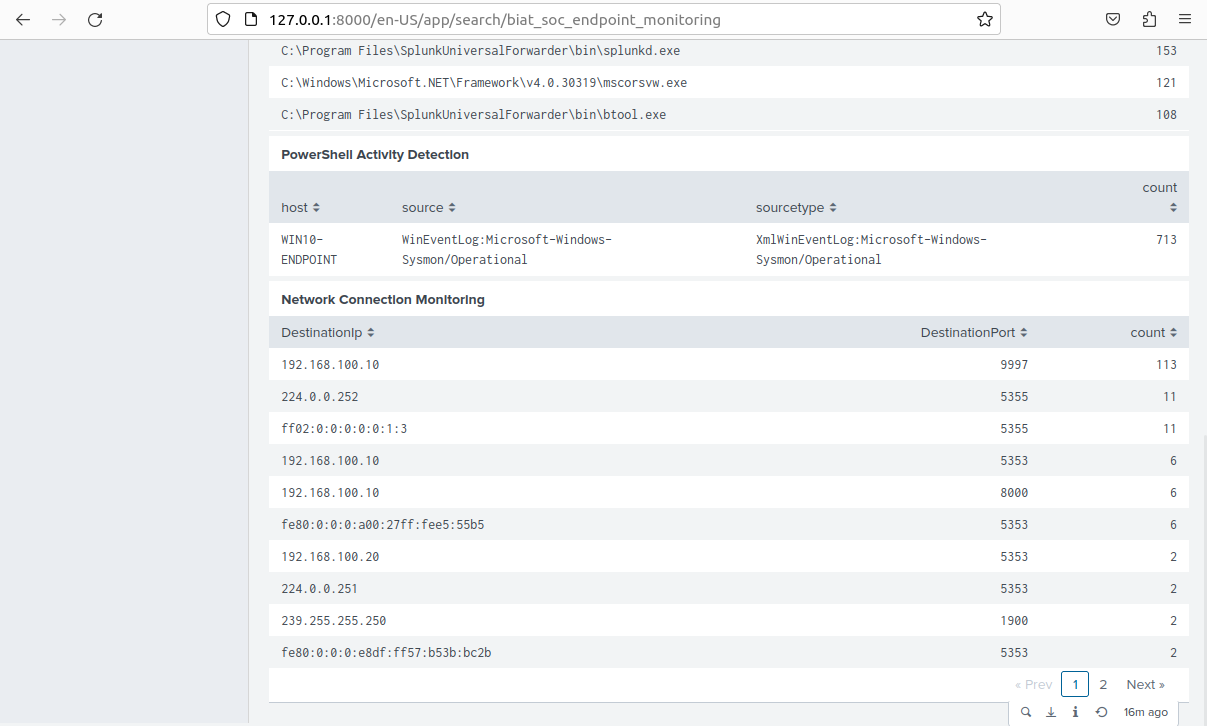 127.0.0.1:8000/en-US/app/search/biat_soc_endpoint_monitoring
C:\Program Files\SplunkUniversalForwarder\bin\splunkd.exe 153
C:\Windows\Microsoft.NET\Framework\v4.0.30319\mscorsvw.exe 121
C:\Program Files\SplunkUniversalForwarder\bin\btool.exe 108
PowerShell Activity Detection
host source sourcetype count
WIN10-ENDPOINT WinEventLog:Microsoft-Windows-Sysmon/Operational XmlWinEventLog:Microsoft-Windows-Sysmon/Operational 713
Network Connection Monitoring
DestinationIp DestinationPort count
192.168.100.10 9997 113
224.0.0.252 5355 11
ff02:0:0:0:0:0:1:3 5355 11
192.168.100.10 5353 6
192.168.100.10 8000 6
fe80:0:0:0:a00:27ff:fee5:55b5 5353 6
192.168.100.20 5353 2
224.0.0.251 5353 2
239.255.255.250 1900 2
fe80:0:0:0:e8df:ff57:b53b:bc2b 5353 2
« Prev 1 2 Next »
16m ago